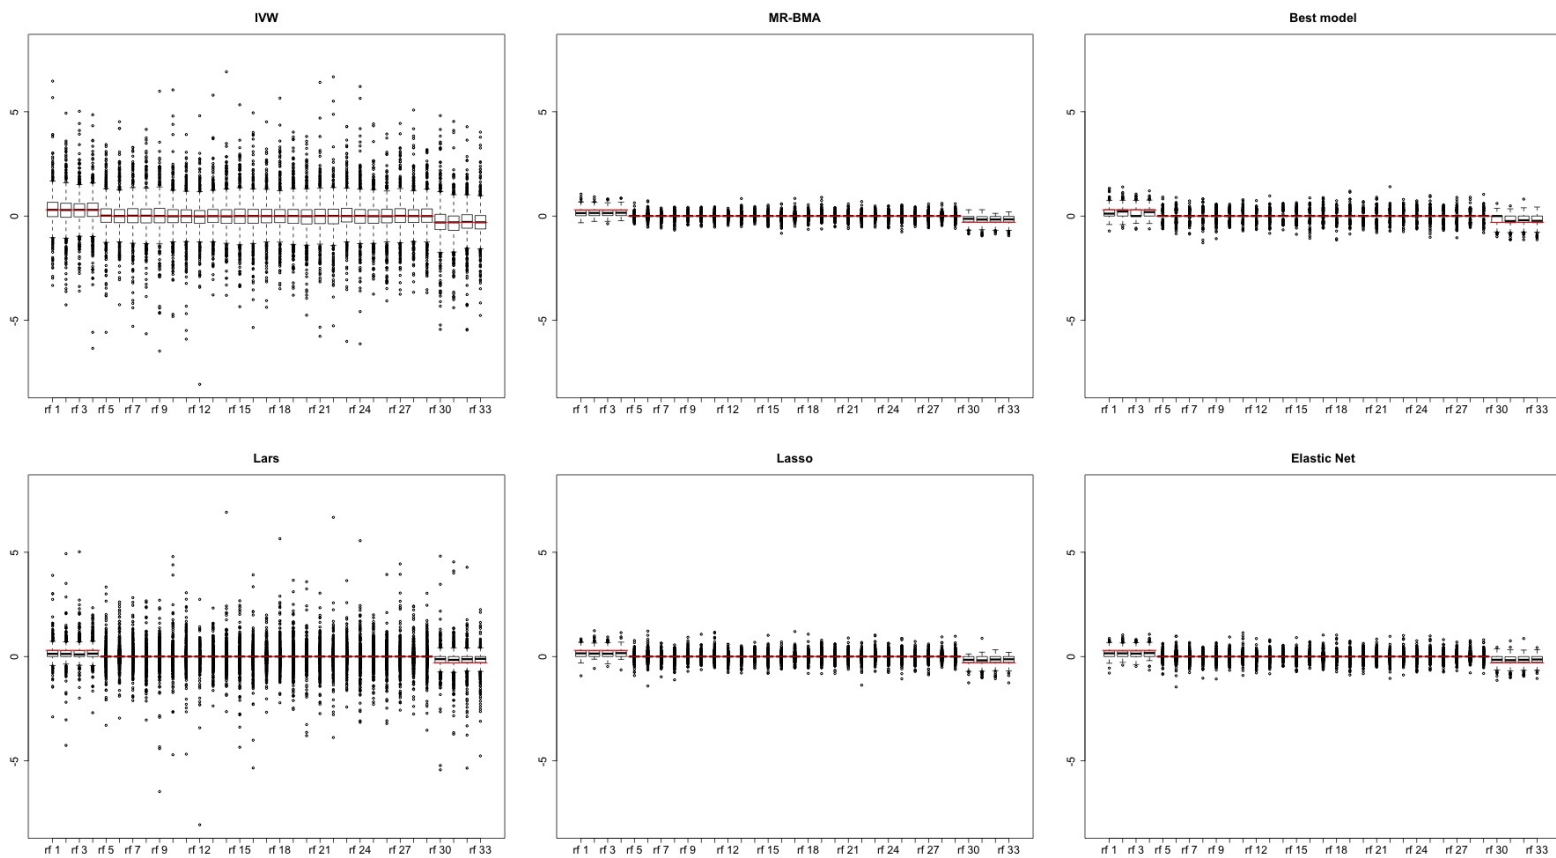 IVW MR-BMA Best model
5 5 5
0 0 0
-5 -5 -5
rf 1 rf 3 rf 5 rf 7 rf 9 rf 12 rf 15 rf 18 rf 21 rf 24 rf 27 rf 30 rf 33 rf 1 rf 3 rf 5 rf 7 rf 9 rf 12 rf 15 rf 18 rf 21 rf 24 rf 27 rf 30 rf 33 rf 1 rf 3 rf 5 rf 7 rf 9 rf 12 rf 15 rf 18 rf 21 rf 24 rf 27 rf 30 rf 33
Lars Lasso Elastic Net
5 5 5
0 0 0
-5 -5 -5
rf 1 rf 3 rf 5 rf 7 rf 9 rf 12 rf 15 rf 18 rf 21 rf 24 rf 27 rf 30 rf 33 rf 1 rf 3 rf 5 rf 7 rf 9 rf 12 rf 15 rf 18 rf 21 rf 24 rf 27 rf 30 rf 33 rf 1 rf 3 rf 5 rf 7 rf 9 rf 12 rf 15 rf 18 rf 21 rf 24 rf 27 rf 30 rf 33